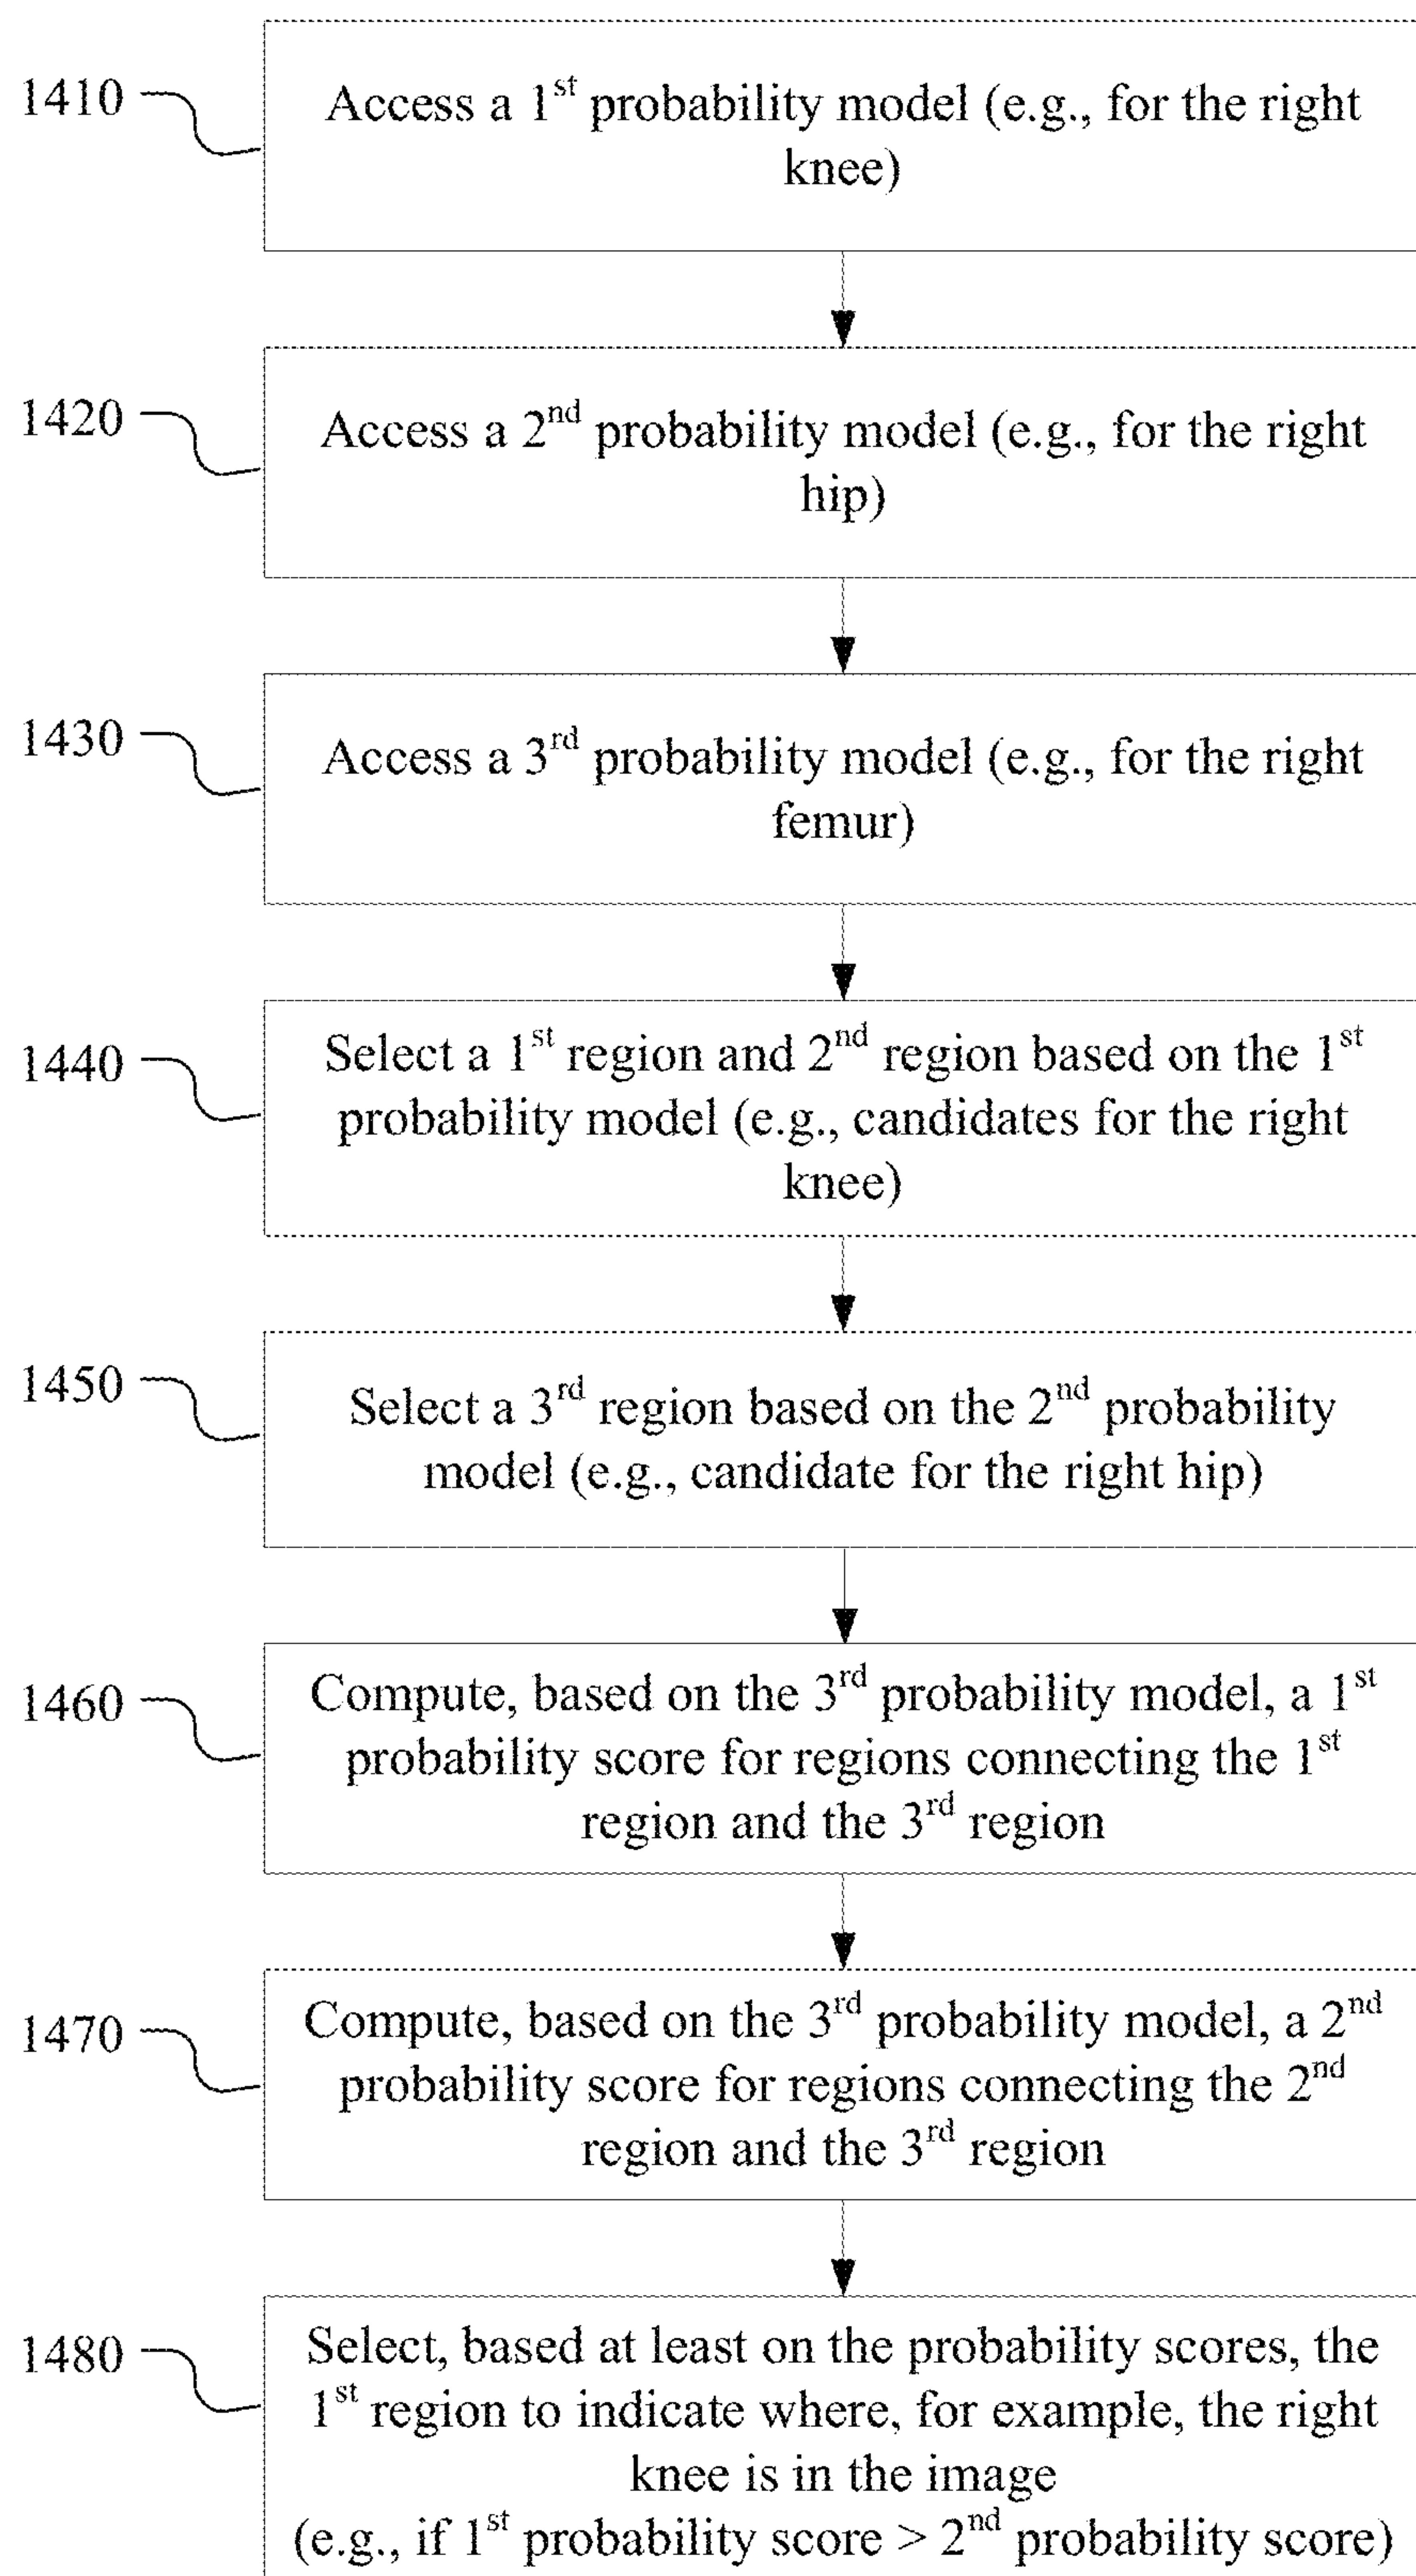 1410
Access a 1st probability model (e.g., for the right
knee)
1420
Access a 2nd probability model (e.g., for the right
hip)
1430
Access a 3rd probability model (e.g., for the right
femur)
1440
Select a 1st region and 2nd region based on the 1st
probability model (e.g., candidates for the right
knee)
1450
Select a 3rd region based on the 2nd probability
model (e.g., candidate for the right hip)
1460
Compute, based on the 3rd probability model, a 1st
probability score for regions connecting the 1st
region and the 3rd region
1470
Compute, based on the 3rd probability model, a 2nd
probability score for regions connecting the 2nd
region and the 3rd region
1480
Select, based at least on the probability scores, the
1st region to indicate where, for example, the right
knee is in the image
(e.g., if 1st probability score > 2nd probability score)